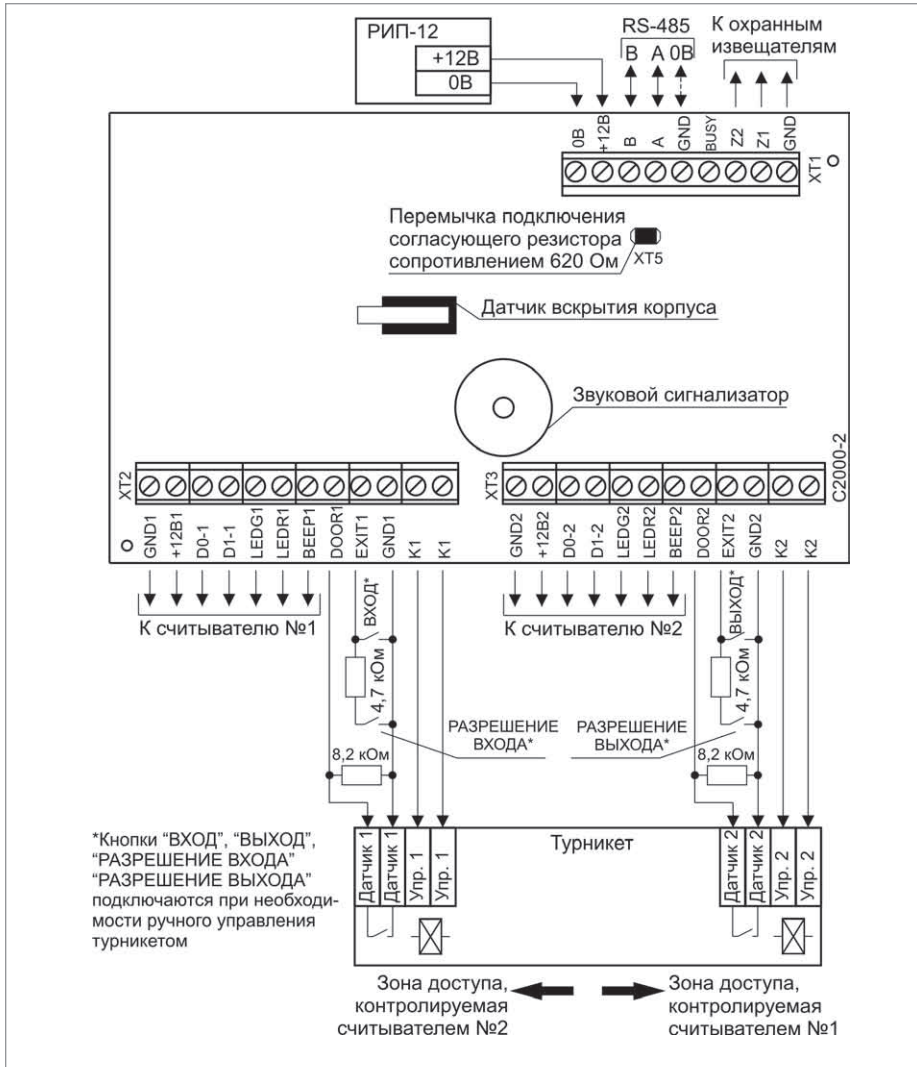 РИП-12
+12В
0В
RS-485
В А 0В
К охранным
извещателям
0В
+12В
В
А
GND
BUSY
Z2
Z1
GND
XT1
Перемычка подключения
согласующего резистора
сопротивлением 620 Ом
XT5
Датчик вскрытия корпуса
Звуковой сигнализатор
С2000-2
XT2
GND1
+12В1
D0-1
D1-1
LEDG1
LEDR1
BEEP1
DOOR1
EXIT1
GND1
K1
K1
XT3
GND2
+12В2
D0-2
D1-2
LEDG2
LEDR2
BEEP2
DOOR2
EXIT2
GND2
K2
K2
К считывателю №1
ВХОД*
4,7 кОм
К считывателю №2
ВЫХОД*
4,7 кОм
РАЗРЕШЕНИЕ
ВХОДА*
РАЗРЕШЕНИЕ
ВЫХОДА*
8,2 кОм
8,2 кОм
*Кнопки “ВХОД”, “ВЫХОД”,
“РАЗРЕШЕНИЕ ВХОДА”
“РАЗРЕШЕНИЕ ВЫХОДА”
подключаются при необходи-
мости ручного управления
турникетом
Датчик 1
Датчик 1
Упр. 1
Упр. 1
Турникет
Датчик 2
Датчик 2
Упр. 2
Упр. 2
Зона доступа,
контролируемая
считывателем №2
Зона доступа,
контролируемая
считывателем №1